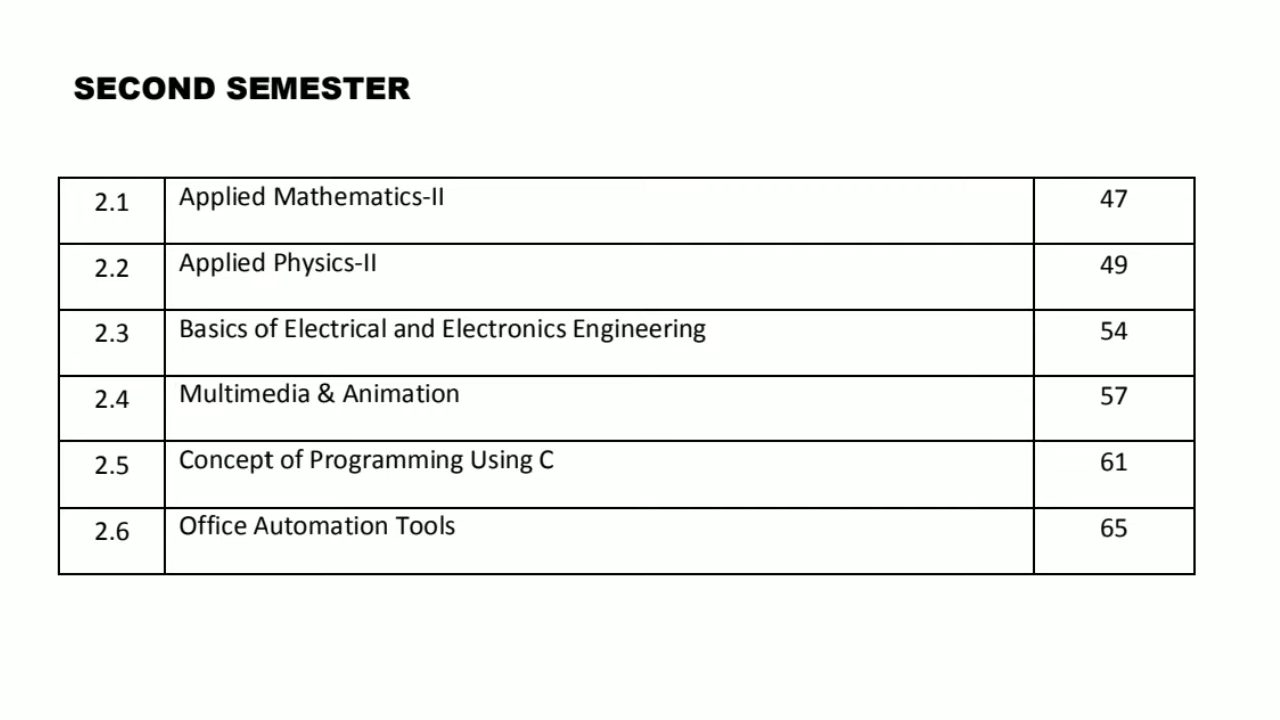 SECOND SEMESTER
2.1 Applied Mathematics-II 47
2.2 Applied Physics-II 49
2.3 Basics of Electrical and Electronics Engineering 54
2.4 Multimedia & Animation 57
2.5 Concept of Programming Using C 61
2.6 Office Automation Tools 65